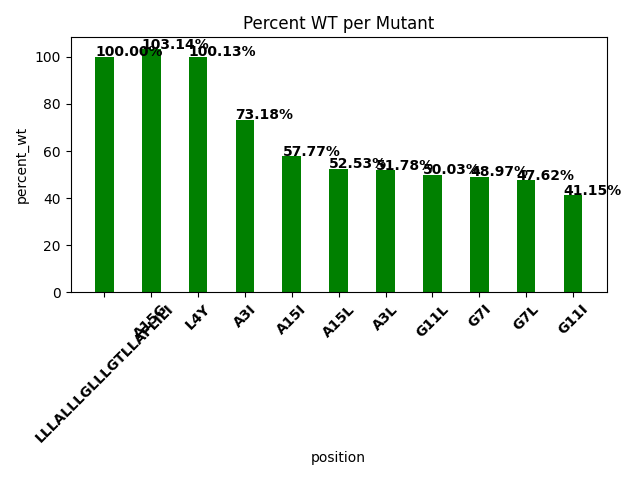 Percent WT per Mutant
100.00%
103.14%
100.13%
73.18%
57.77%
52.53%
51.78%
50.03%
48.97%
47.62%
41.15%
percent_wt
100
80
60
40
20
0
L4Y
A3I
A15I
A15L
A3L
G11L
G7I
G7L
G11I
position